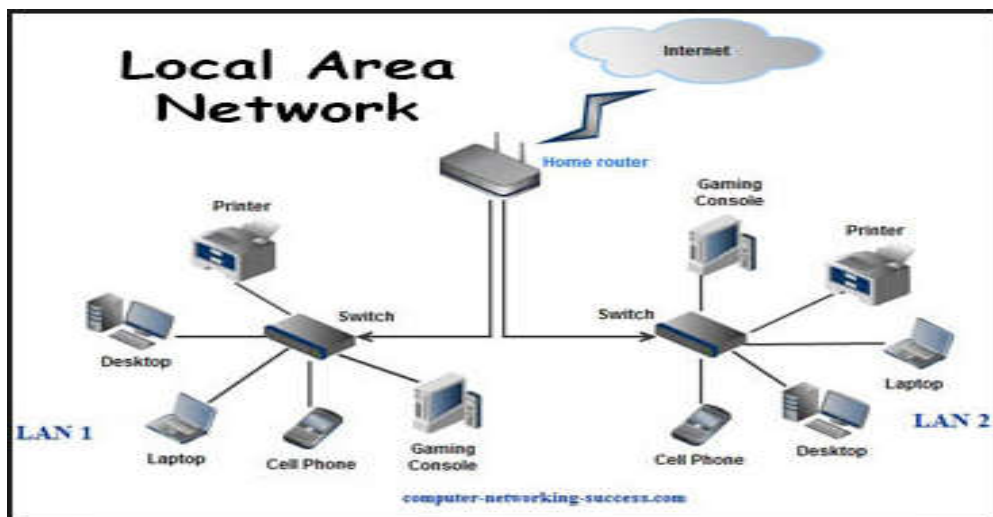 Local Area
Network
Internet
Home router
Gaming
Console
Printer
Printer
Switch
Switch
Desktop
Laptop
LAN 1
LAN 2
Laptop
Cell Phone
Gaming
Console
Cell Phone
Desktop
computer-networking-success.com